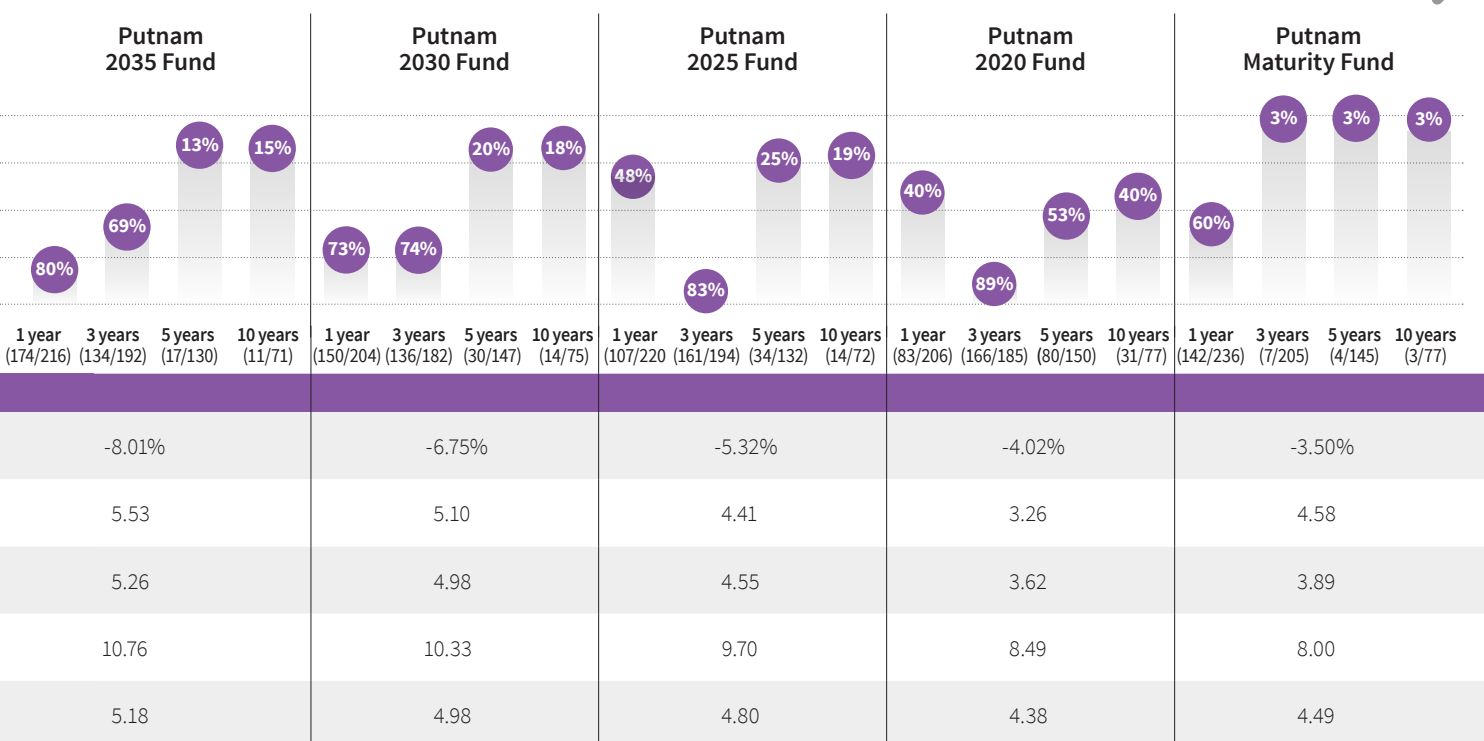 Putnam
2035 Fund
Putnam
2030 Fund
Putnam
2025 Fund
Putnam
2020 Fund
Putnam
Maturity Fund
80% 69% 13% 15%
73% 74% 20% 18%
48% 83% 25% 19%
40% 89% 53% 40%
60% 3% 3% 3%
1 year 3 years 5 years 10 years
(174/216) (134/192) (17/130) (11/71)
1 year 3 years 5 years 10 years
(150/204) (136/182) (30/147) (14/75)
1 year 3 years 5 years 10 years
(107/220 (161/194) (34/132) (14/72)
1 year 3 years 5 years 10 years
(83/206) (166/185) (80/150) (31/77)
1 year 3 years 5 years 10 years
(142/236) (7/205) (4/145) (3/77)
-8.01% -6.75% -5.32% -4.02% -3.50%
5.53 5.10 4.41 3.26 4.58
5.26 4.98 4.55 3.62 3.89
10.76 10.33 9.70 8.49 8.00
5.18 4.98 4.80 4.38 4.49